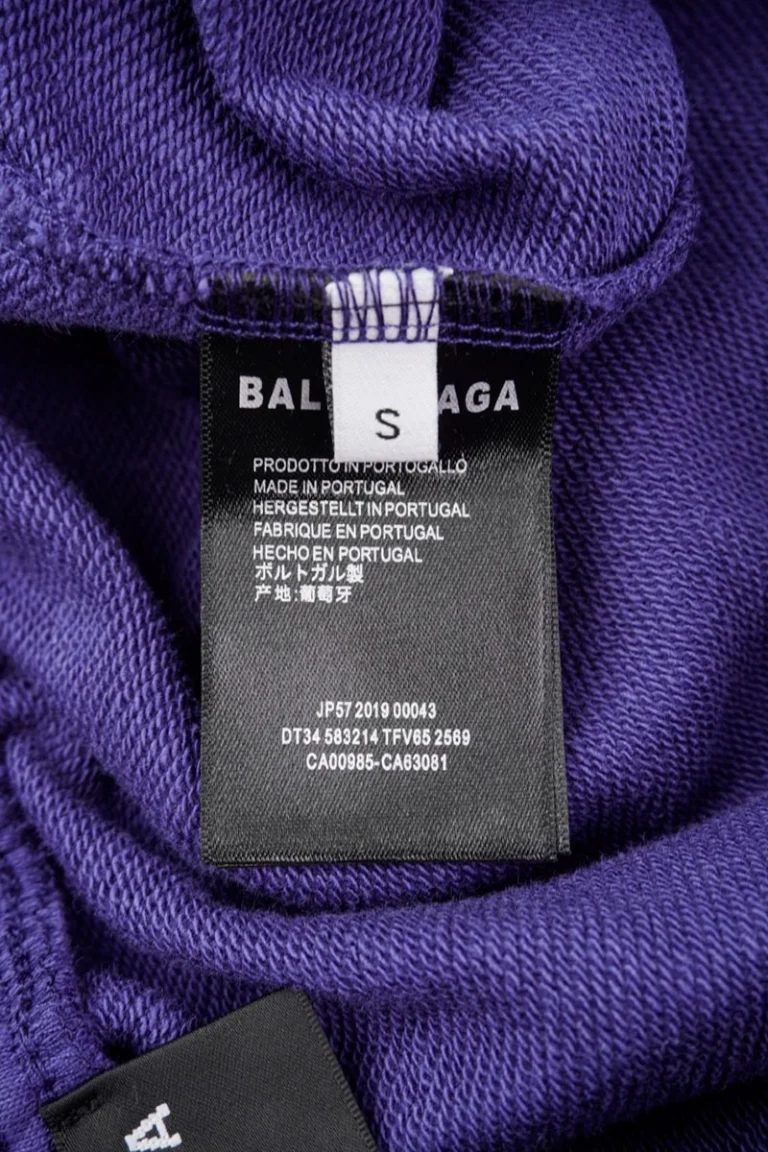 BAL AGA
S
PRODOTTO IN PORTOGALLO
MADE IN PORTUGAL
HERGESTELLT IN PORTUGAL
FABRIQUE EN PORTUGAL
HECHO EN PORTUGAL
ポルトガル製
产地:葡萄牙
JP57 2019 00043
DT34 583214 TFV65 2569
CA00985-CA63081
A